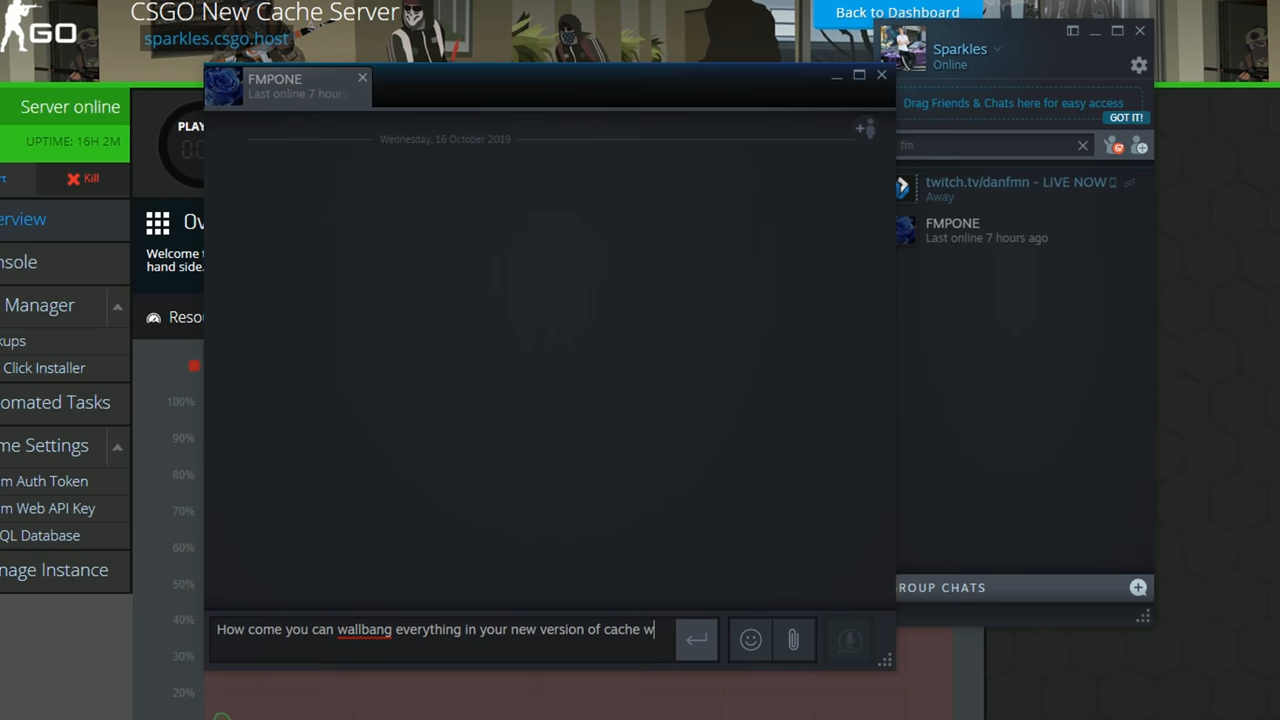 GO
CSGO New Cache Server
sparkles.csgo.host
Back to Dashboard
Server online
UPTIME: 16H 2M
rt
Kill
erview
nsole
Manager
kups
Click Installer
omated Tasks
me Settings
m Auth Token
m Web API Key
QL Database
nage Instance
PLAY
Ov
Welcome t
hand side.
Resou
100%
90%
80%
70%
60%
50%
40%
30%
20%
FMPONE
Last online 7 hour
Wednesday, 16 October 2019
How come you can wallbang everything in your new version of cache w
Sparkles
Online
Drag Friends & Chats here for easy access
GOT IT!
fm
twitch.tv/danfmn - LIVE NOW
Away
FMPONE
Last online 7 hours ago
ROUP CHATS